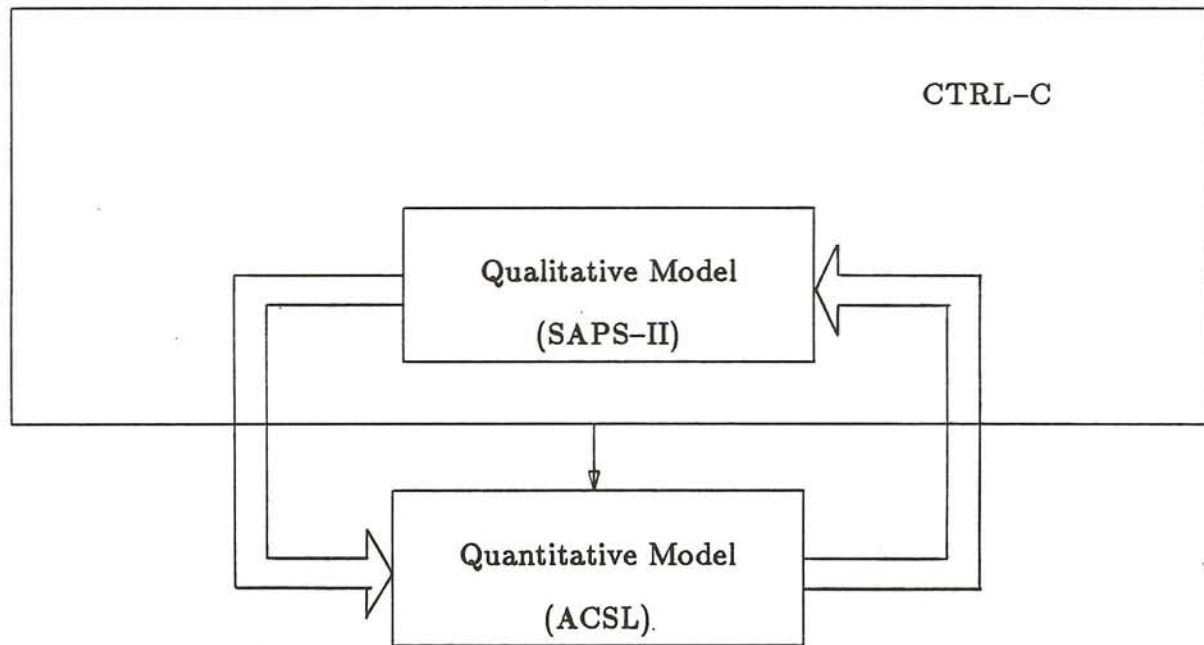 CTRL–C
Qualitative Model
(SAPS–II)
Quantitative Model
(ACSL)